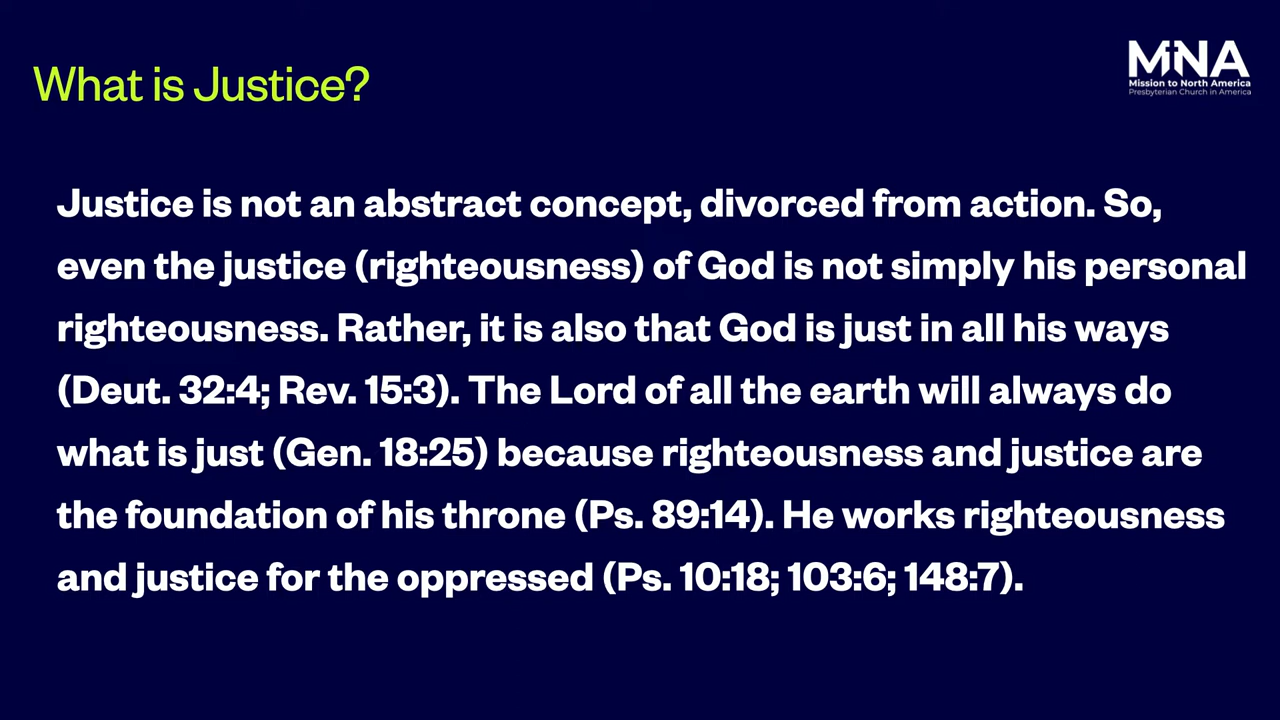 What is Justice?
MNA
Mission to North America
Presbyterian Church in America
Justice is not an abstract concept, divorced from action. So,
even the justice (righteousness) of God is not simply his personal
righteousness. Rather, it is also that God is just in all his ways
(Deut. 32:4; Rev. 15:3). The Lord of all the earth will always do
what is just (Gen. 18:25) because righteousness and justice are
the foundation of his throne (Ps. 89:14). He works righteousness
and justice for the oppressed (Ps. 10:18; 103:6; 148:7).